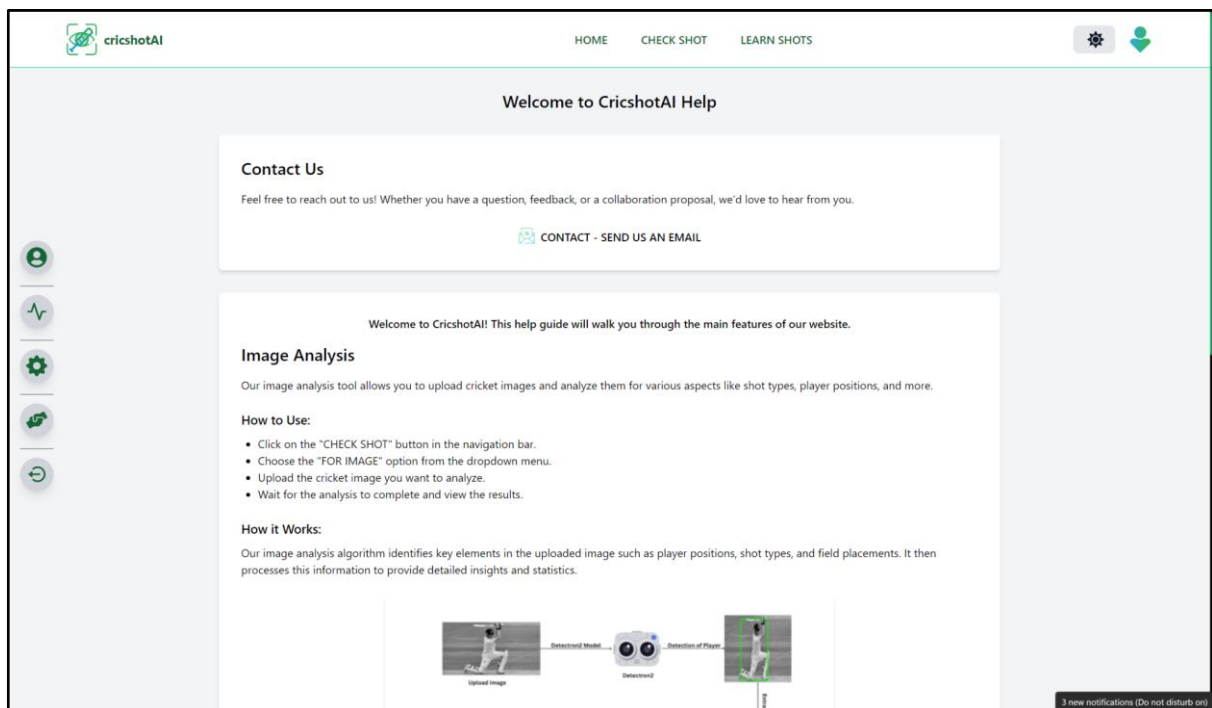 cricshotAI
HOME
CHECK SHOT
LEARN SHOTS
Welcome to CricshotAI Help
Contact Us
Feel free to reach out to us! Whether you have a question, feedback, or a collaboration proposal, we'd love to hear from you.
CONTACT - SEND US AN EMAIL
Welcome to CricshotAI! This help guide will walk you through the main features of our website.
Image Analysis
Our image analysis tool allows you to upload cricket images and analyze them for various aspects like shot types, player positions, and more.
How to Use:
• Click on the "CHECK SHOT" button in the navigation bar.
• Choose the "FOR IMAGE" option from the dropdown menu.
• Upload the cricket image you want to analyze.
• Wait for the analysis to complete and view the results.
How it Works:
Our image analysis algorithm identifies key elements in the uploaded image such as player positions, shot types, and field placements. It then
processes this information to provide detailed insights and statistics.
Detectron2 Model
Detection of Player
Upload Image
Detectron2
3 new notifications (Do not disturb on)